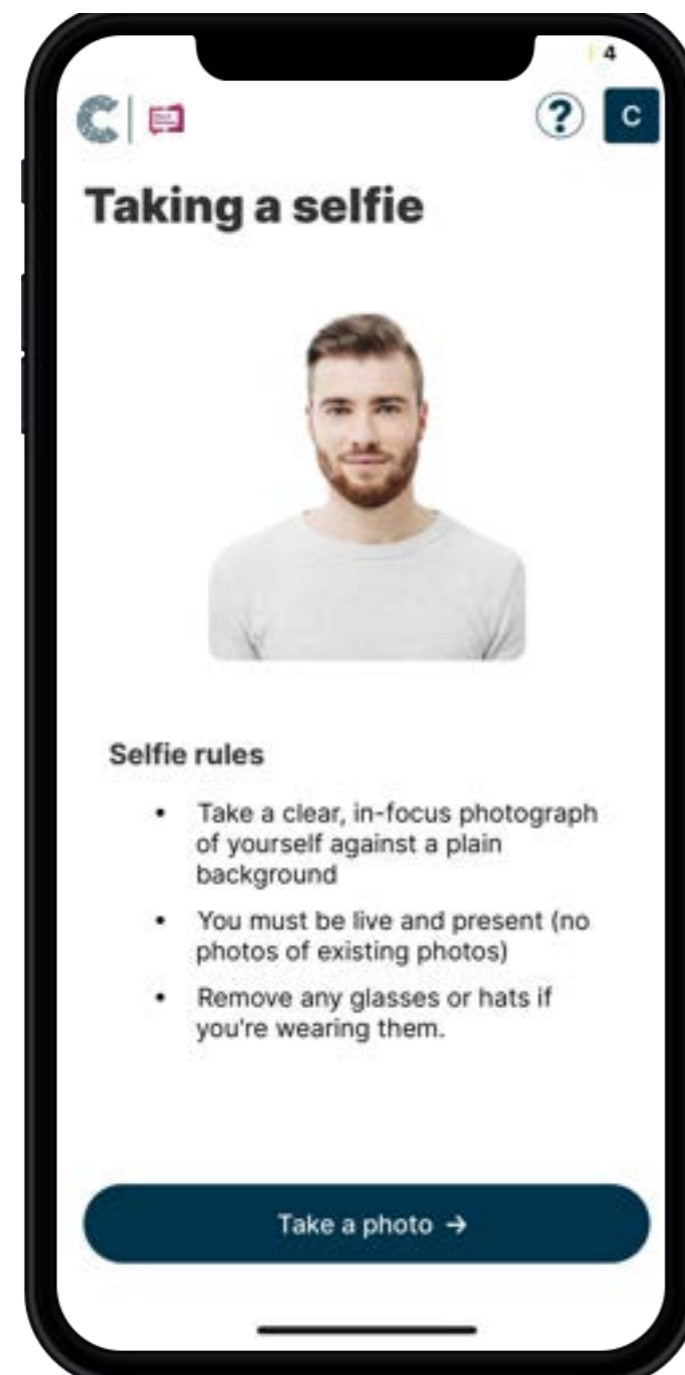 4
C
?
C
Taking a selfie
Selfie rules
• Take a clear, in-focus photograph
of yourself against a plain
background
• You must be live and present (no
photos of existing photos)
• Remove any glasses or hats if
you're wearing them.
Take a photo →